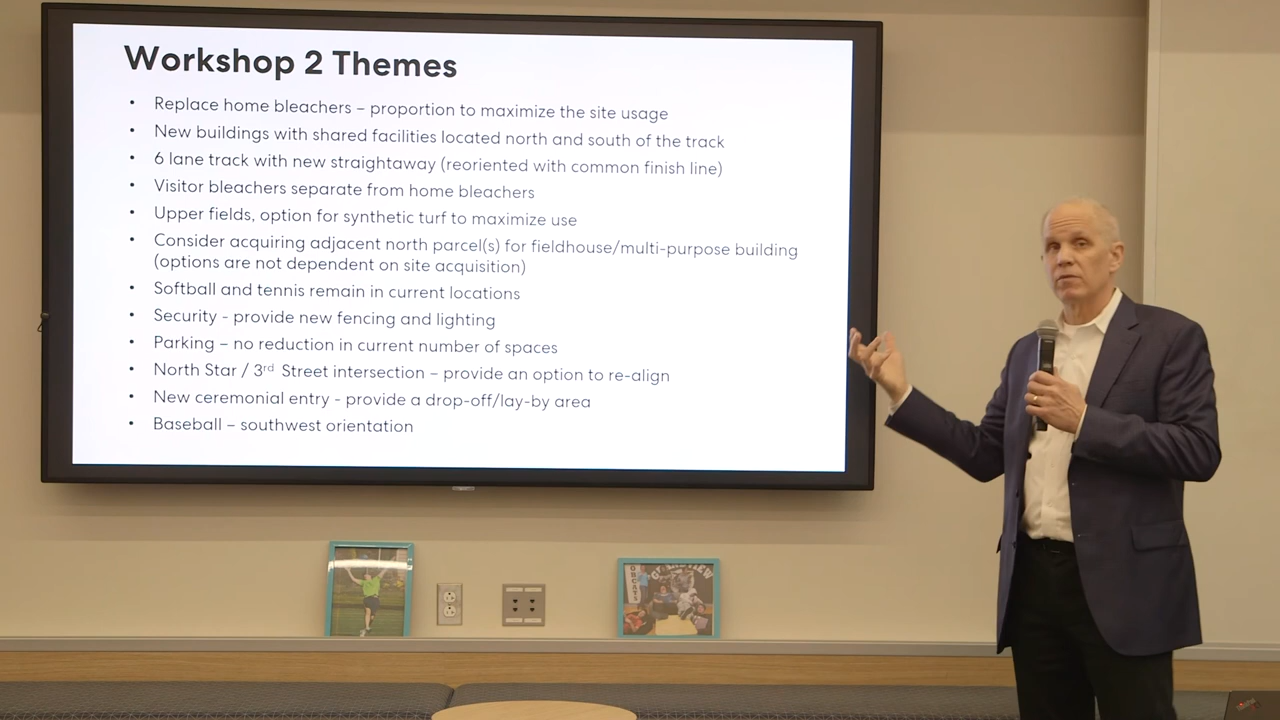 Workshop 2 Themes
• Replace home bleachers – proportion to maximize the site usage
• New buildings with shared facilities located north and south of the track
• 6 lane track with new straightaway (reoriented with common finish line)
• Visitor bleachers separate from home bleachers
• Upper fields, option for synthetic turf to maximize use
• Consider acquiring adjacent north parcel(s) for fieldhouse/multi-purpose building
(options are not dependent on site acquisition)
• Softball and tennis remain in current locations
• Security - provide new fencing and lighting
• Parking – no reduction in current number of spaces
• North Star / 3rd Street intersection – provide an option to re-align
• New ceremonial entry - provide a drop-off/lay-by area
• Baseball – southwest orientation
BOBCATS